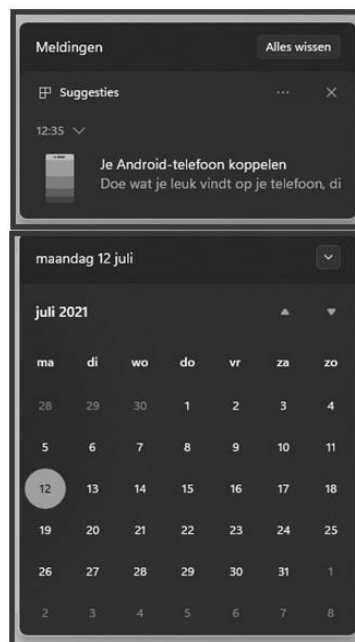 Meldingen Alles wissen
Suggesties ... ×
12:35
Je Android-telefoon koppelen
Doe wat je leuk vindt op je telefoon, di
maandag 12 juli
juli 2021
ma di wo do vr za zo
28 29 30 1 2 3 4
5 6 7 8 9 10 11
12 13 14 15 16 17 18
19 20 21 22 23 24 25
26 27 28 29 30 31 1
2 3 4 5 6 7 8